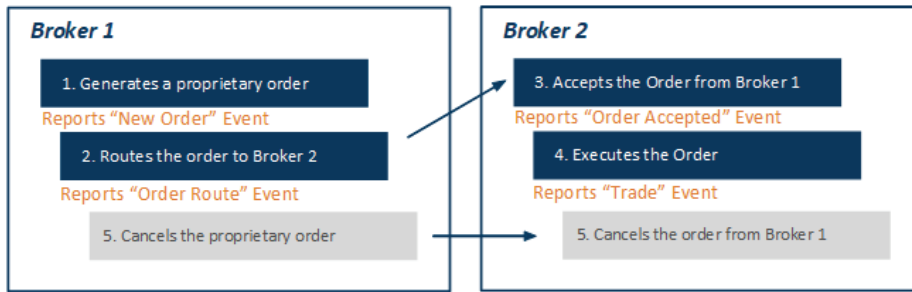 Broker 1
1. Generates a proprietary order
Reports “New Order” Event
2. Routes the order to Broker 2
Reports “Order Route” Event
5. Cancels the proprietary order
Broker 2
3. Accepts the Order from Broker 1
Reports “Order Accepted” Event
4. Executes the Order
Reports “Trade” Event
5. Cancels the order from Broker 1